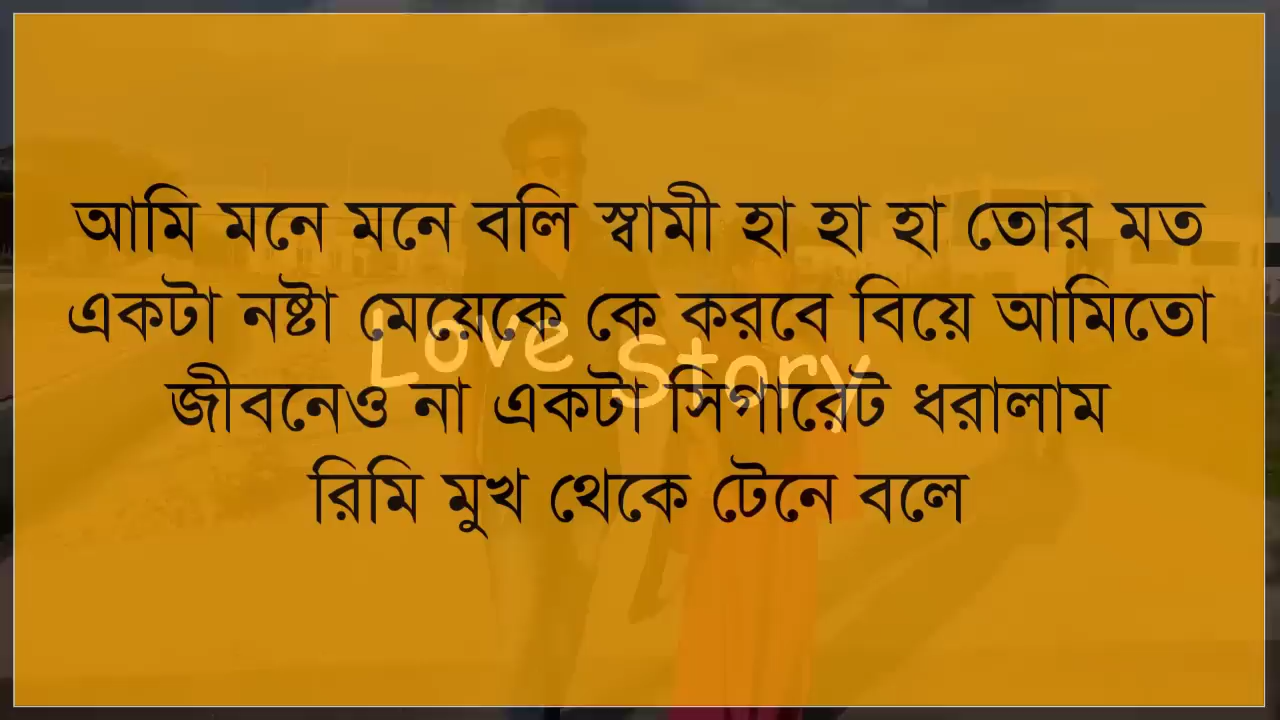 আমি মনে মনে বলি স্বামী হা হা হা তোর মত
একটা নষ্টা মেয়েকে কে করবে বিয়ে আমিতো
জীবনেও না একটা সিগারেট ধরালাম
রিমি মুখ থেকে টেনে বলে
Love Story